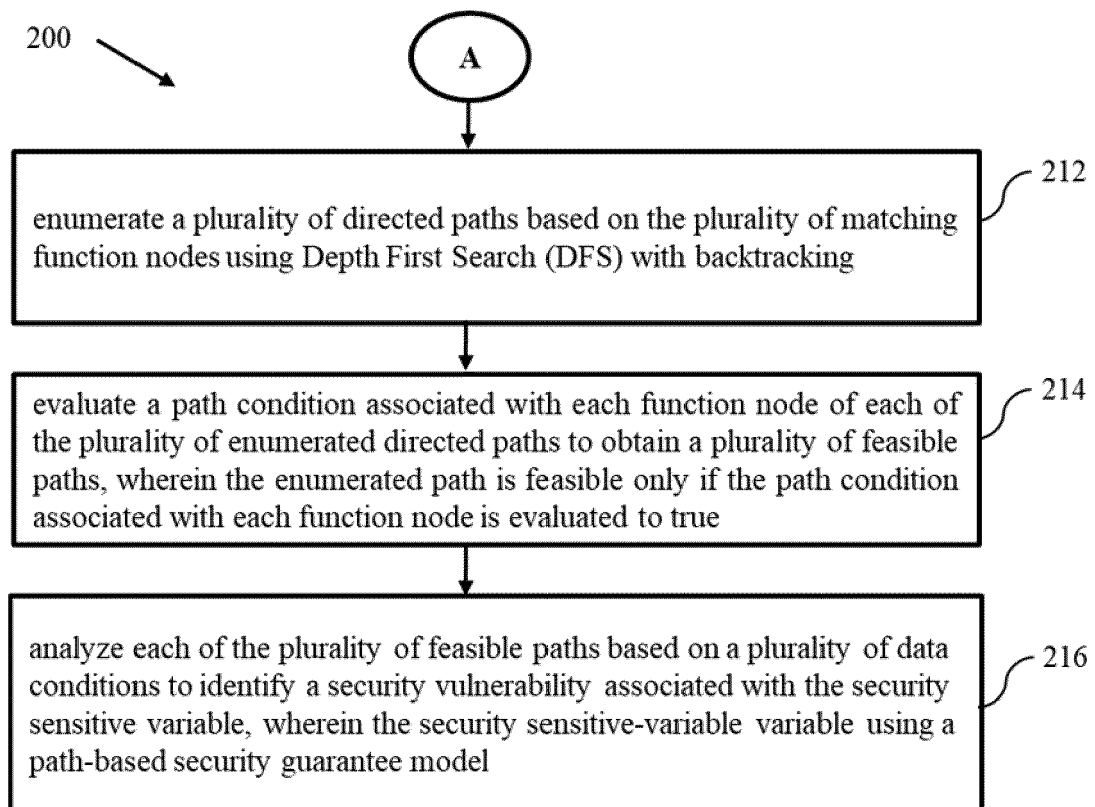 200
A
212
enumerate a plurality of directed paths based on the plurality of matching
function nodes using Depth First Search (DFS) with backtracking
214
evaluate a path condition associated with each function node of each of
the plurality of enumerated directed paths to obtain a plurality of feasible
paths, wherein the enumerated path is feasible only if the path condition
associated with each function node is evaluated to true
216
analyze each of the plurality of feasible paths based on a plurality of data
conditions to identify a security vulnerability associated with the security
sensitive variable, wherein the security sensitive-variable variable using a
path-based security guarantee model